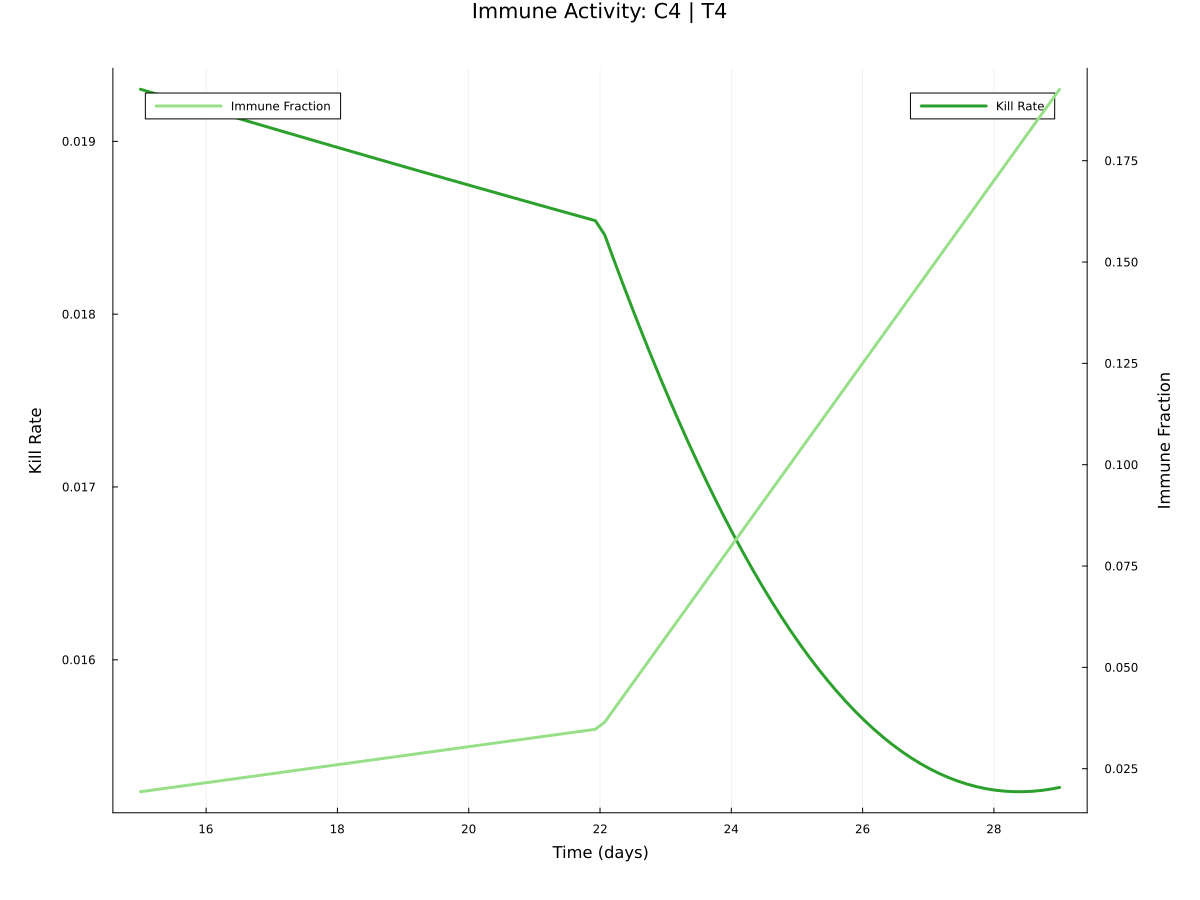 Immune Activity: C4 | T4
Immune Fraction
Kill Rate
0.019
0.018
0.017
0.016
Kill Rate
0.175
0.150
0.125
0.100
0.075
0.050
0.025
Immune Fraction
16 18 20 22 24 26 28
Time (days)